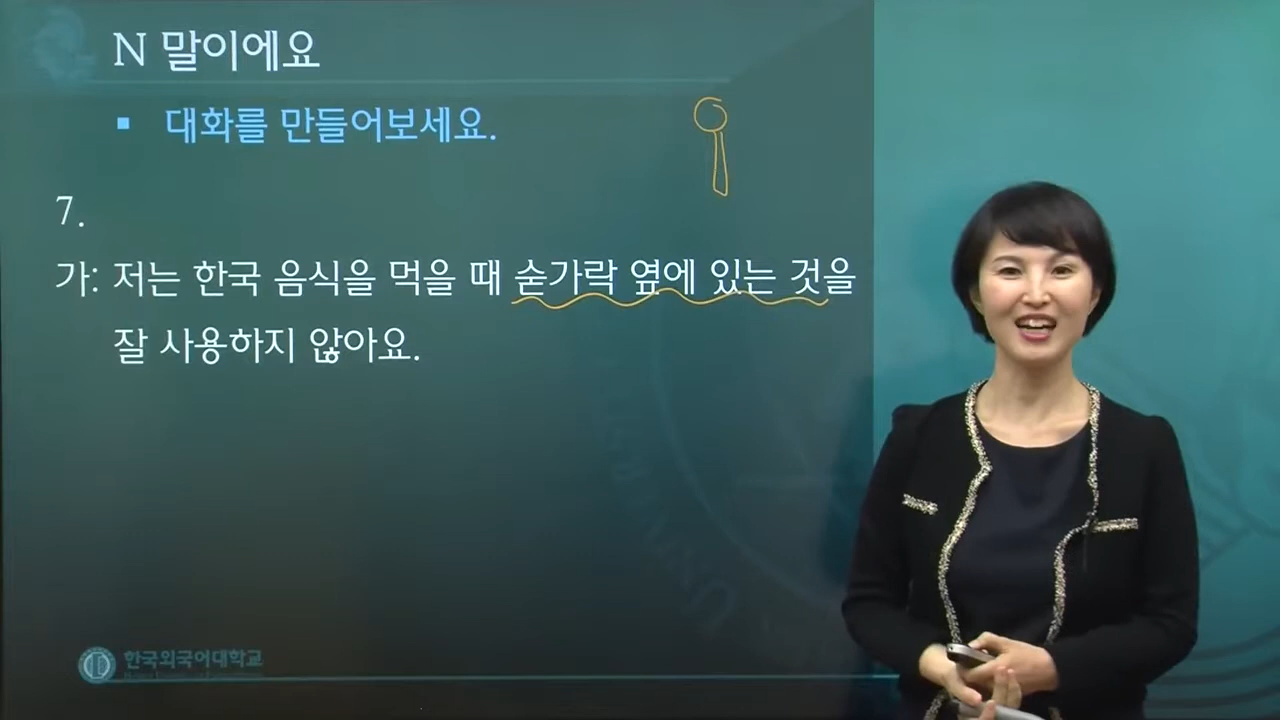 N 말이에요
▪ 대화를 만들어보세요.
7.
가: 저는 한국 음식을 먹을 때 숟가락 옆에 있는 것을
잘 사용하지 않아요.
한국외국어대학교